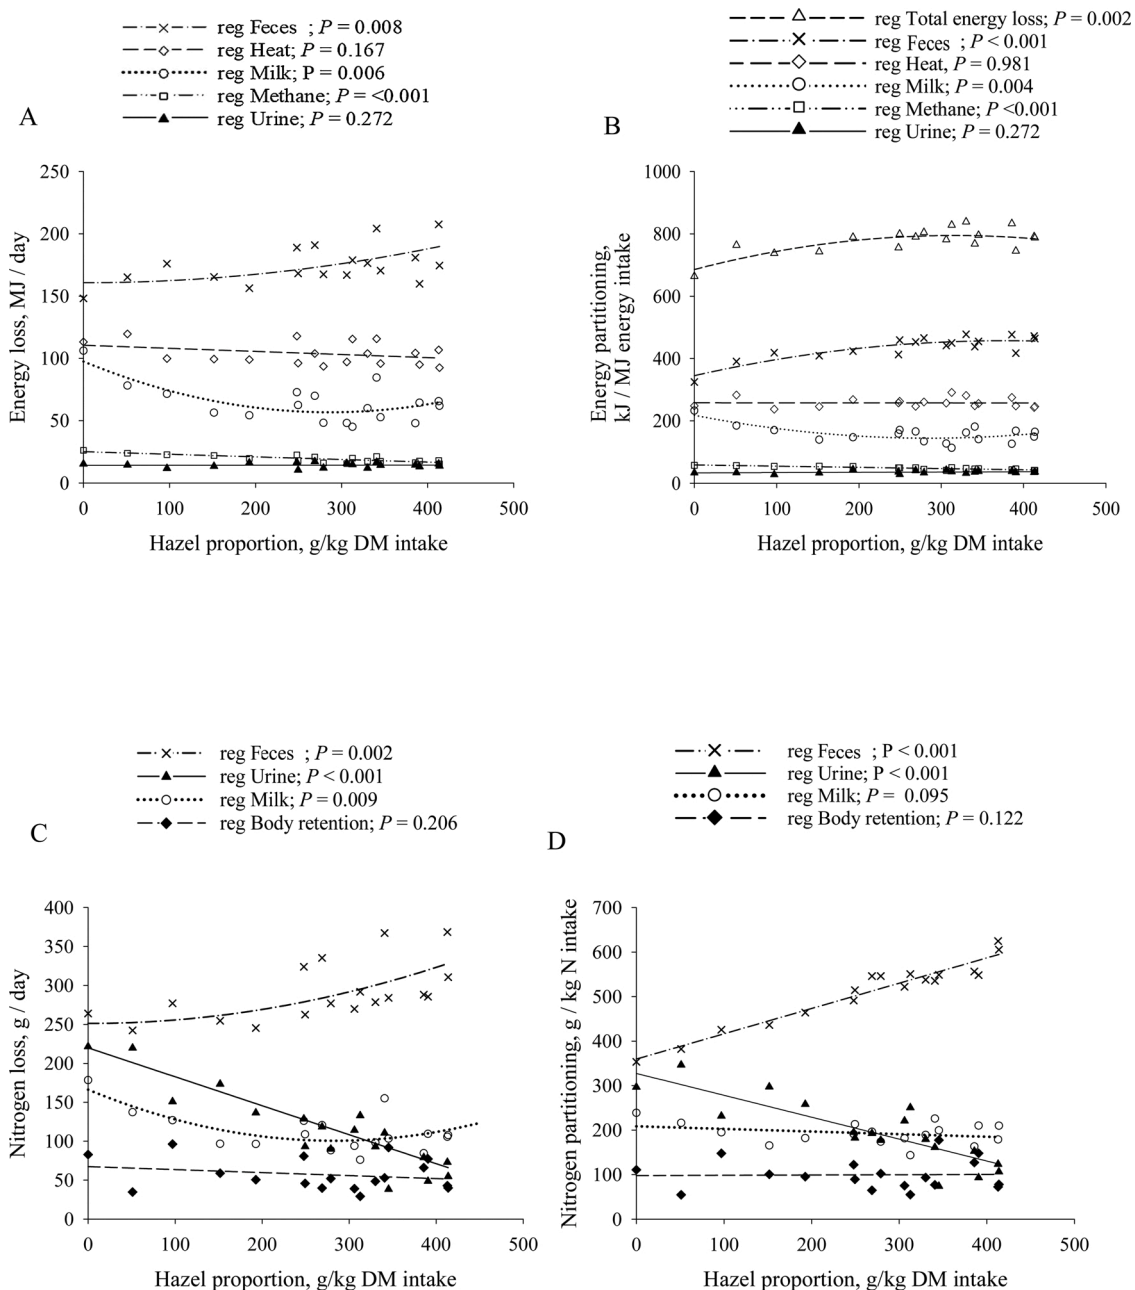 reg Feces ; P = 0.008
reg Heat; P = 0.167
reg Milk; P = 0.006
reg Methane; P = <0.001
reg Urine; P = 0.272
A
250
200
150
100
50
0
0 100 200 300 400 500
Energy loss, MJ / day
Hazel proportion, g/kg DM intake
reg Total energy loss; P = 0.002
reg Feces ; P < 0.001
reg Heat, P = 0.981
reg Milk; P = 0.004
reg Methane; P <0.001
reg Urine; P = 0.272
B
1000
800
600
400
200
0
0 100 200 300 400 500
Energy partitioning,
kJ / MJ energy intake
Hazel proportion, g/kg DM intake
reg Feces ; P = 0.002
reg Urine; P < 0.001
reg Milk; P = 0.009
reg Body retention; P = 0.206
C
400
350
300
250
200
150
100
50
0
0 100 200 300 400 500
Nitrogen loss, g / day
Hazel proportion, g/kg DM intake
reg Feces ; P < 0.001
reg Urine; P < 0.001
reg Milk; P = 0.095
reg Body retention; P = 0.122
D
700
600
500
400
300
200
100
0
0 100 200 300 400 500
Nitrogen partitioning, g / kg N intake
Hazel proportion, g/kg DM intake